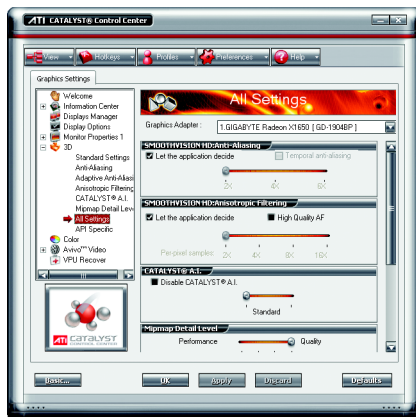 ATI CATALYST® Control Center
View
Hotkeys
Profiles
Preferences
Help
Graphics Settings
Welcome
Information Center
Displays Manager
Display Options
Monitor Properties 1
3D
Standard Settings
Anti-Aliasing
Adaptive Anti-Aliasi
Anisotropic Filtering
CATALYST® A.I.
Mipmap Detail Leve
All Settings
API Specific
Color
Avivo™ Video
VPU Recover
ATI CATALYST
CONTROL CENTER
All Settings
Graphics Adapter :
1.GIGABYTE Radeon X1650 [ GD-1904BP ]
SMOOTHVISION HD:Anti-Aliasing
Let the application decide
Temporal anti-aliasing
2X 4X 6X
SMOOTHVISION HD:Anisotropic Filtering
Let the application decide
High Quality AF
Per-pixel samples:
2X 4X 8X 16X
CATALYST® A.I.
Disable CATALYST® A.I.
Standard
Mipmap Detail Level
Performance
Quality
Basic...
OK
Apply
Discard
Defaults